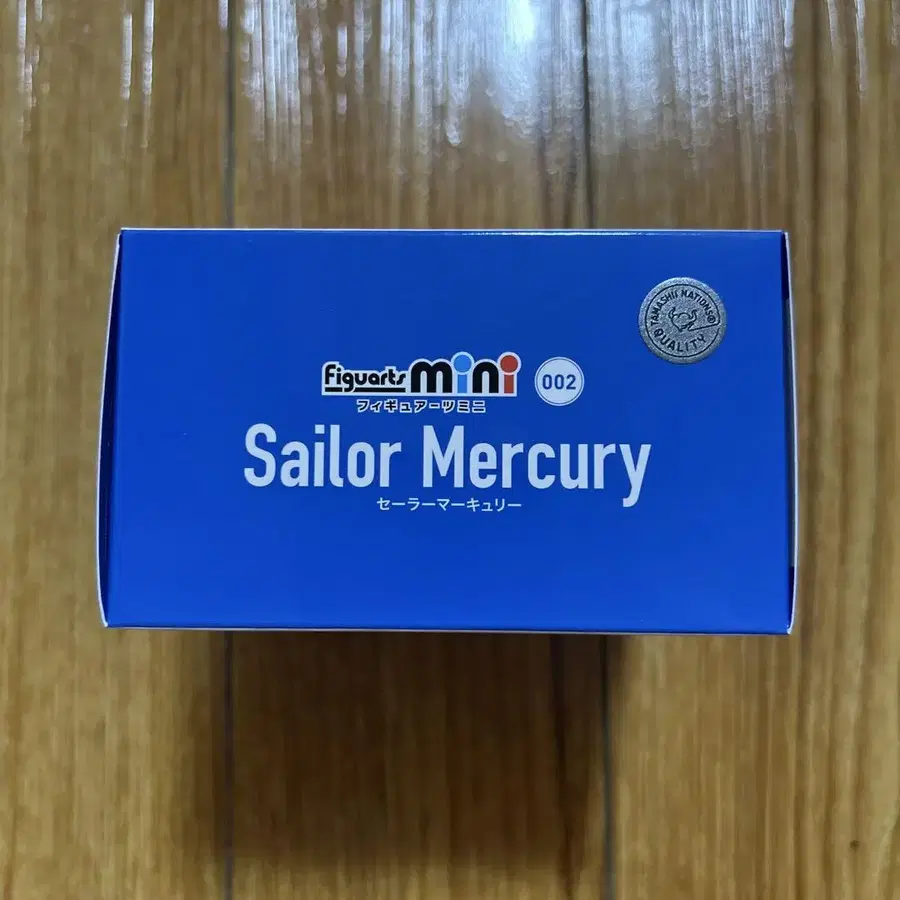 TAMASHII NATIONS®
QUALITY
Figuarts mini 002
フィギュアーツミニ
Sailor Mercury
セーラーマーキュリー